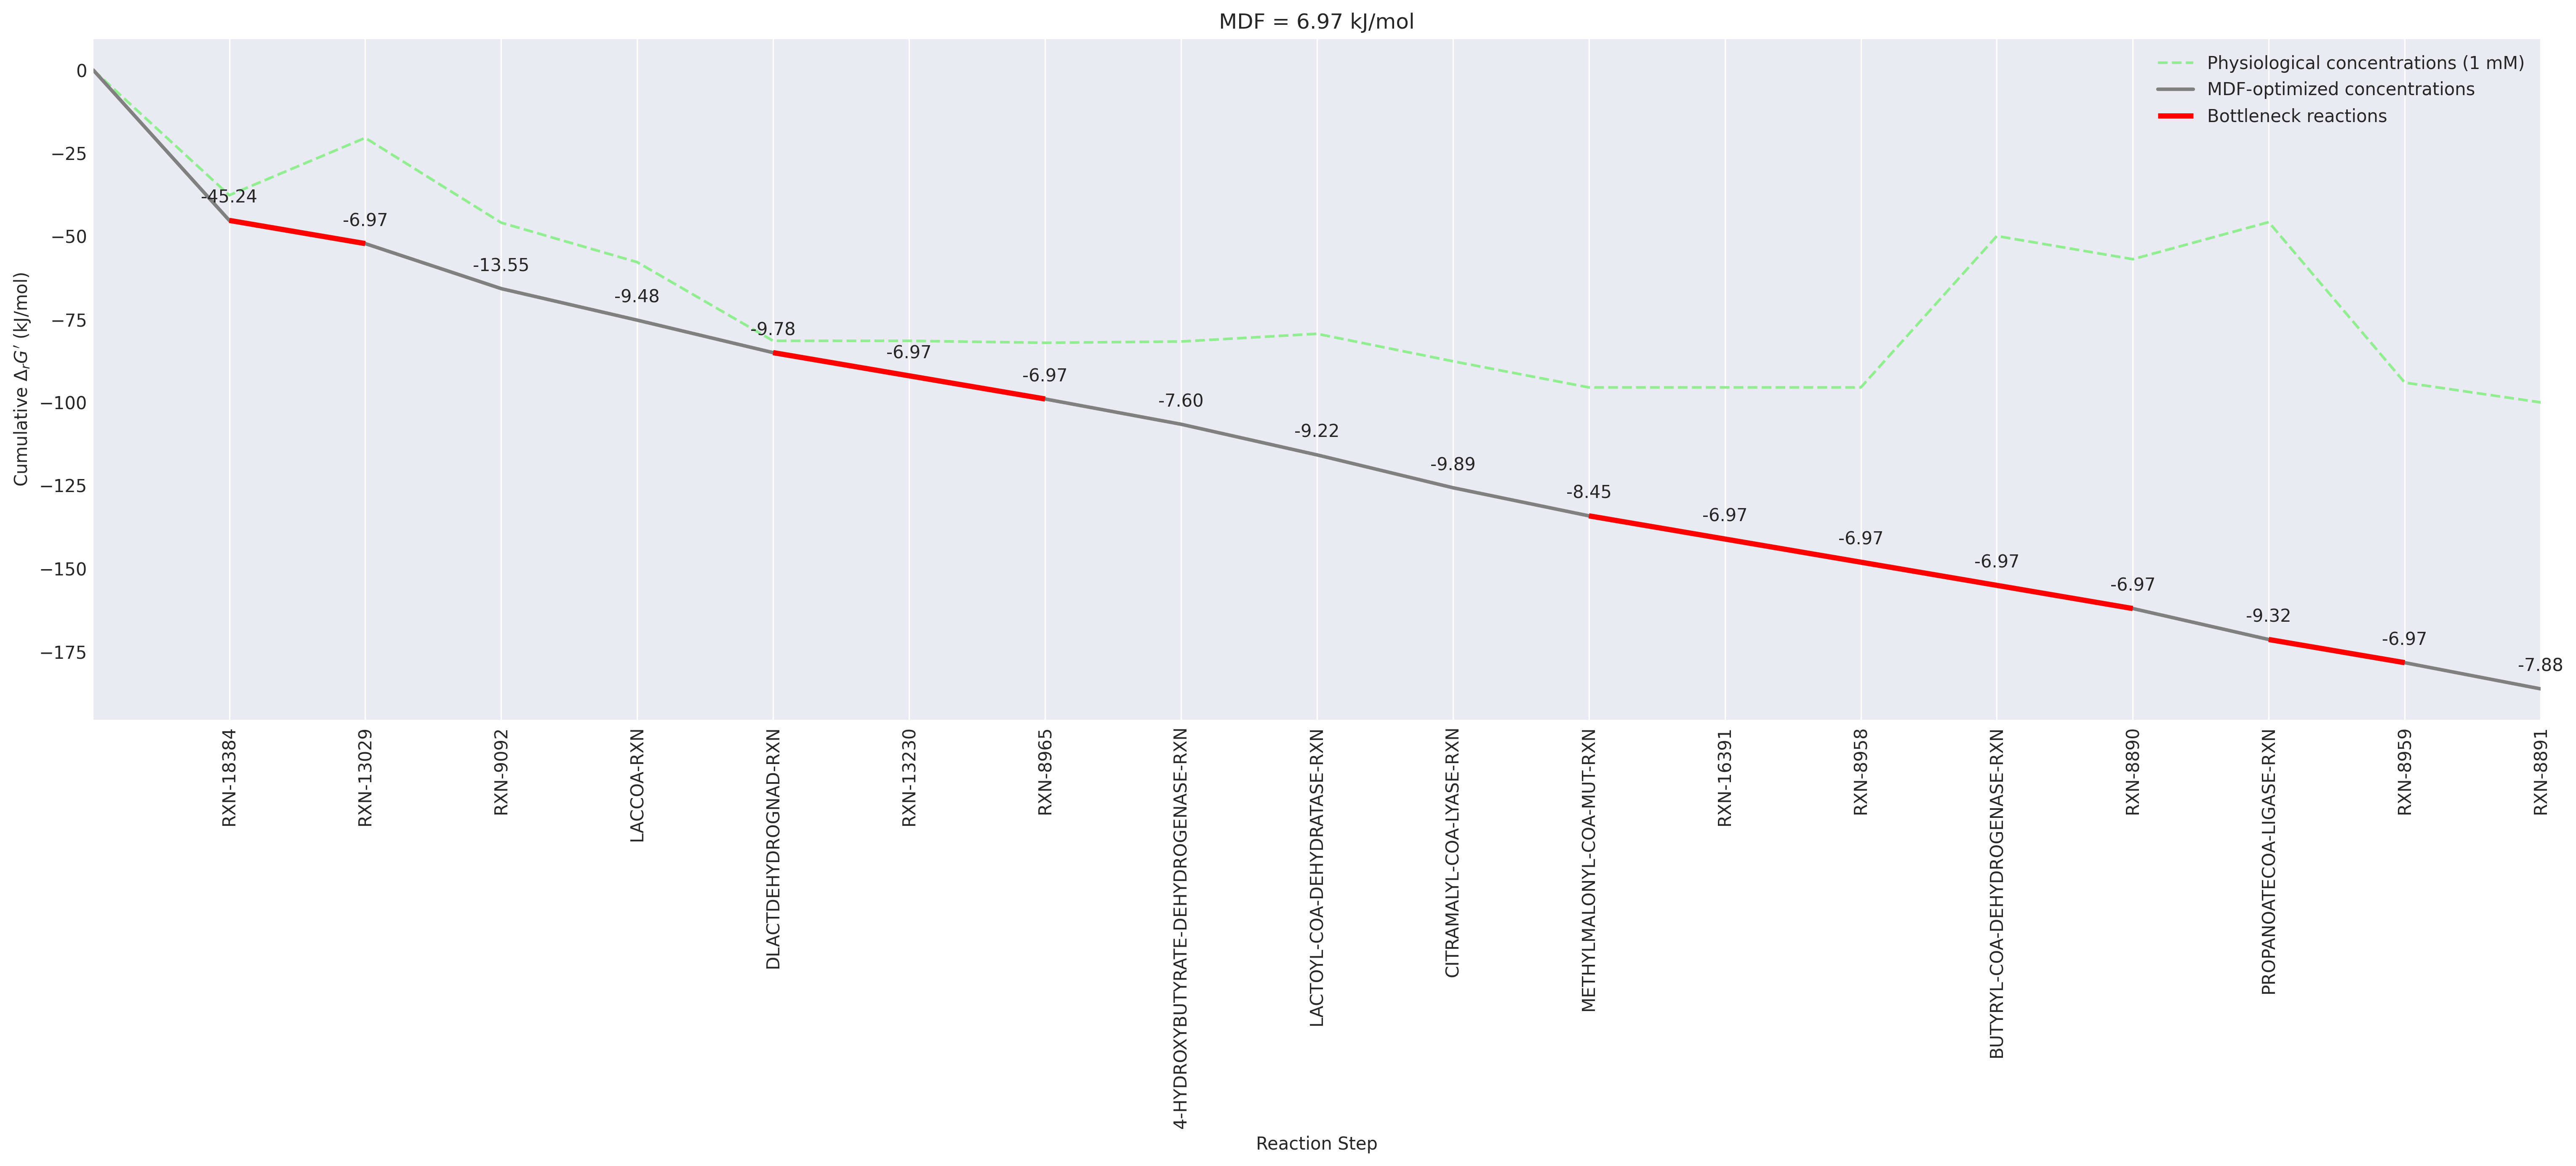 MDF = 6.97 kJ/mol
Physiological concentrations (1 mM)
MDF-optimized concentrations
Bottleneck reactions
Cumulative ΔrG′ (kJ/mol)
0
−25
−50
−75
−100
−125
−150
−175
-45.24
-6.97
-13.55
-9.48
-9.78
-6.97
-6.97
-7.60
-9.22
-9.89
-8.45
-6.97
-6.97
-6.97
-6.97
-9.32
-6.97
-7.88
RXN-18384
RXN-13029
RXN-9092
LACCOA-RXN
DLACTDEHYDROGNAD-RXN
RXN-13230
RXN-8965
4-HYDROXYBUTYRATE-DEHYDROGENASE-RXN
LACTOYL-COA-DEHYDRATASE-RXN
CITRAMALYL-COA-LYASE-RXN
METHYLMALONYL-COA-MUT-RXN
RXN-16391
RXN-8958
BUTYRYL-COA-DEHYDROGENASE-RXN
RXN-8890
PROPANOATECOA-LIGASE-RXN
RXN-8959
RXN-8891
Reaction Step